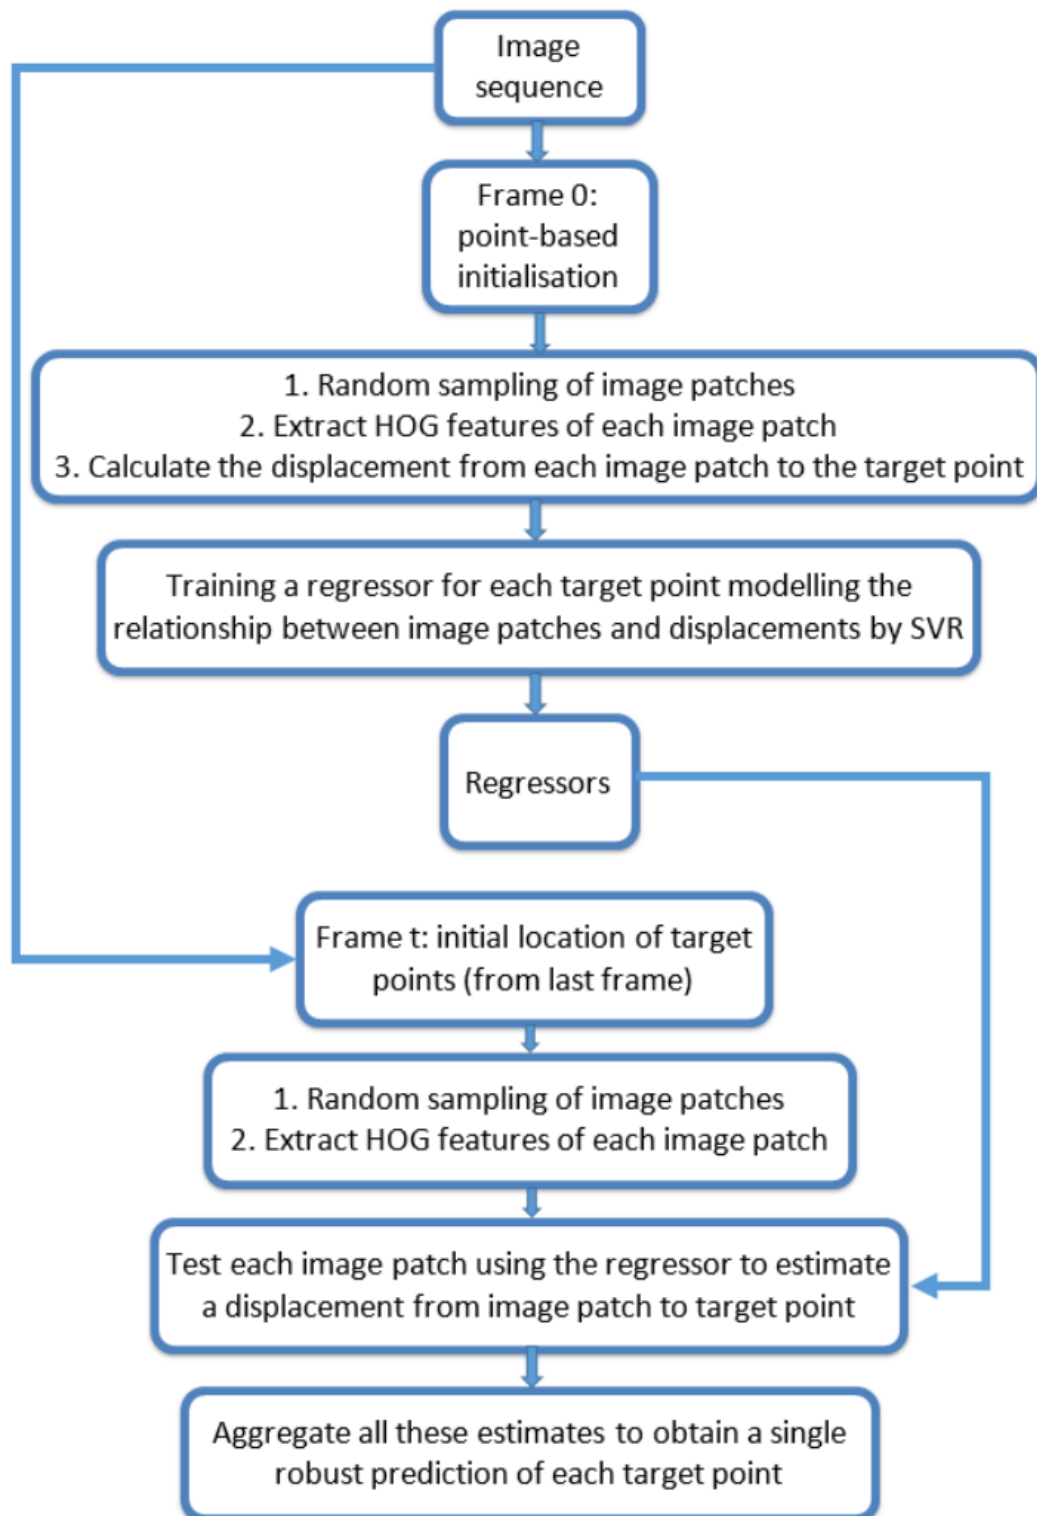 Image
sequence
Frame 0:
point-based
initialisation
1. Random sampling of image patches
2. Extract HOG features of each image patch
3. Calculate the displacement from each image patch to the target point
Training a regressor for each target point modelling the
relationship between image patches and displacements by SVR
Regressors
Frame t: initial location of target
points (from last frame)
1. Random sampling of image patches
2. Extract HOG features of each image patch
Test each image patch using the regressor to estimate
a displacement from image patch to target point
Aggregate all these estimates to obtain a single
robust prediction of each target point